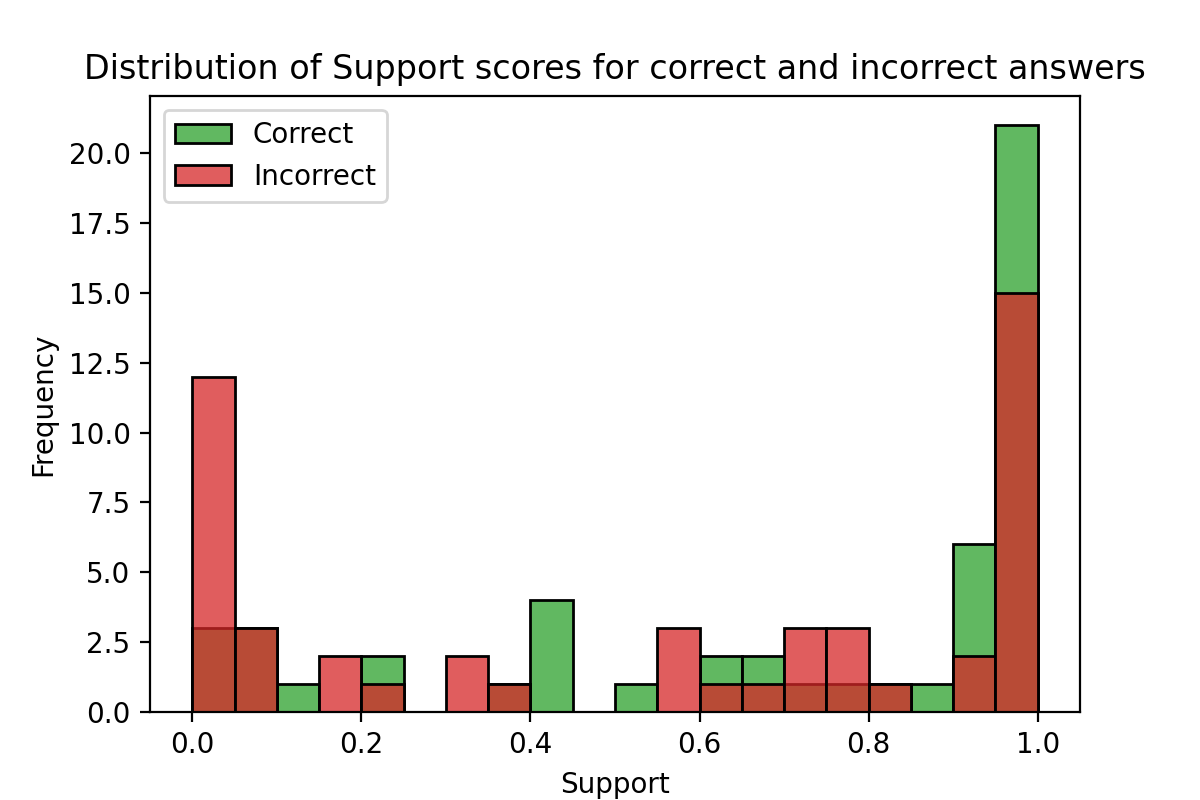 Distribution of Support scores for correct and incorrect answers
Correct
Incorrect
Frequency
20.0
17.5
15.0
12.5
10.0
7.5
5.0
2.5
0.0
0.0 0.2 0.4 0.6 0.8 1.0
Support